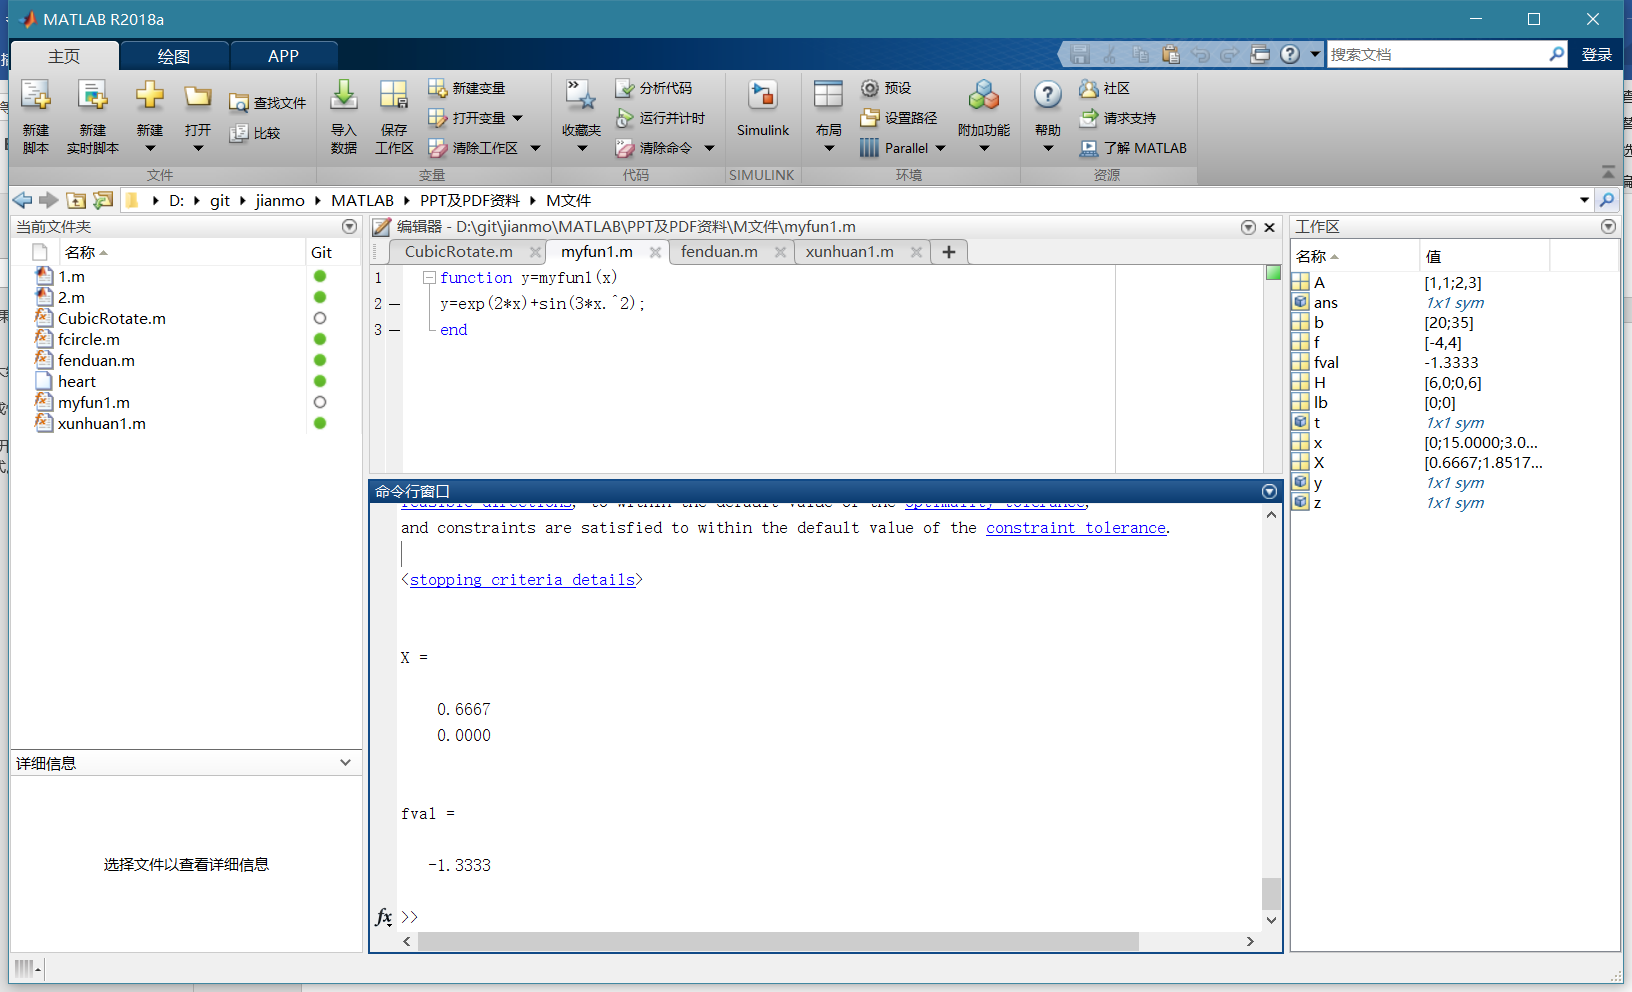 MATLAB R2018a
主页 绘图 APP
搜索文档 登录
新建脚本 新建实时脚本 新建 打开 查找文件 比较
导入数据 保存工作区 新建变量 打开变量 清除工作区
收藏夹 分析代码 运行并计时 清除命令
Simulink
布局 预设 设置路径 Parallel 附加功能
帮助 社区 请求支持 了解 MATLAB
文件 变量 代码 SIMULINK 环境 资源
D: git jianmo MATLAB PPT及PDF资料 M文件
当前文件夹
名称 Git
1.m
2.m
CubicRotate.m
fcircle.m
fenduan.m
heart
myfun1.m
xunhuan1.m
详细信息
选择文件以查看详细信息
编辑器 - D:\git\jianmo\MATLAB\PPT及PDF资料\M文件\myfun1.m
CubicRotate.m myfun1.m fenduan.m xunhuan1.m
1 function y=myfun1(x)
2 y=exp(2*x)+sin(3*x.^2);
3 end
命令行窗口
feasible directions, to within the default value of the optimality tolerance,
and constraints are satisfied to within the default value of the constraint tolerance.
<stopping criteria details>
X =
0.6667
0.0000
fval =
-1.3333
fx >>
工作区
名称 值
A [1,1;2,3]
ans 1x1 sym
b [20;35]
f [-4,4]
fval -1.3333
H [6,0;0,6]
lb [0;0]
t 1x1 sym
x [0;15.0000;3.0...
X [0.6667;1.8517...
y 1x1 sym
z 1x1 sym